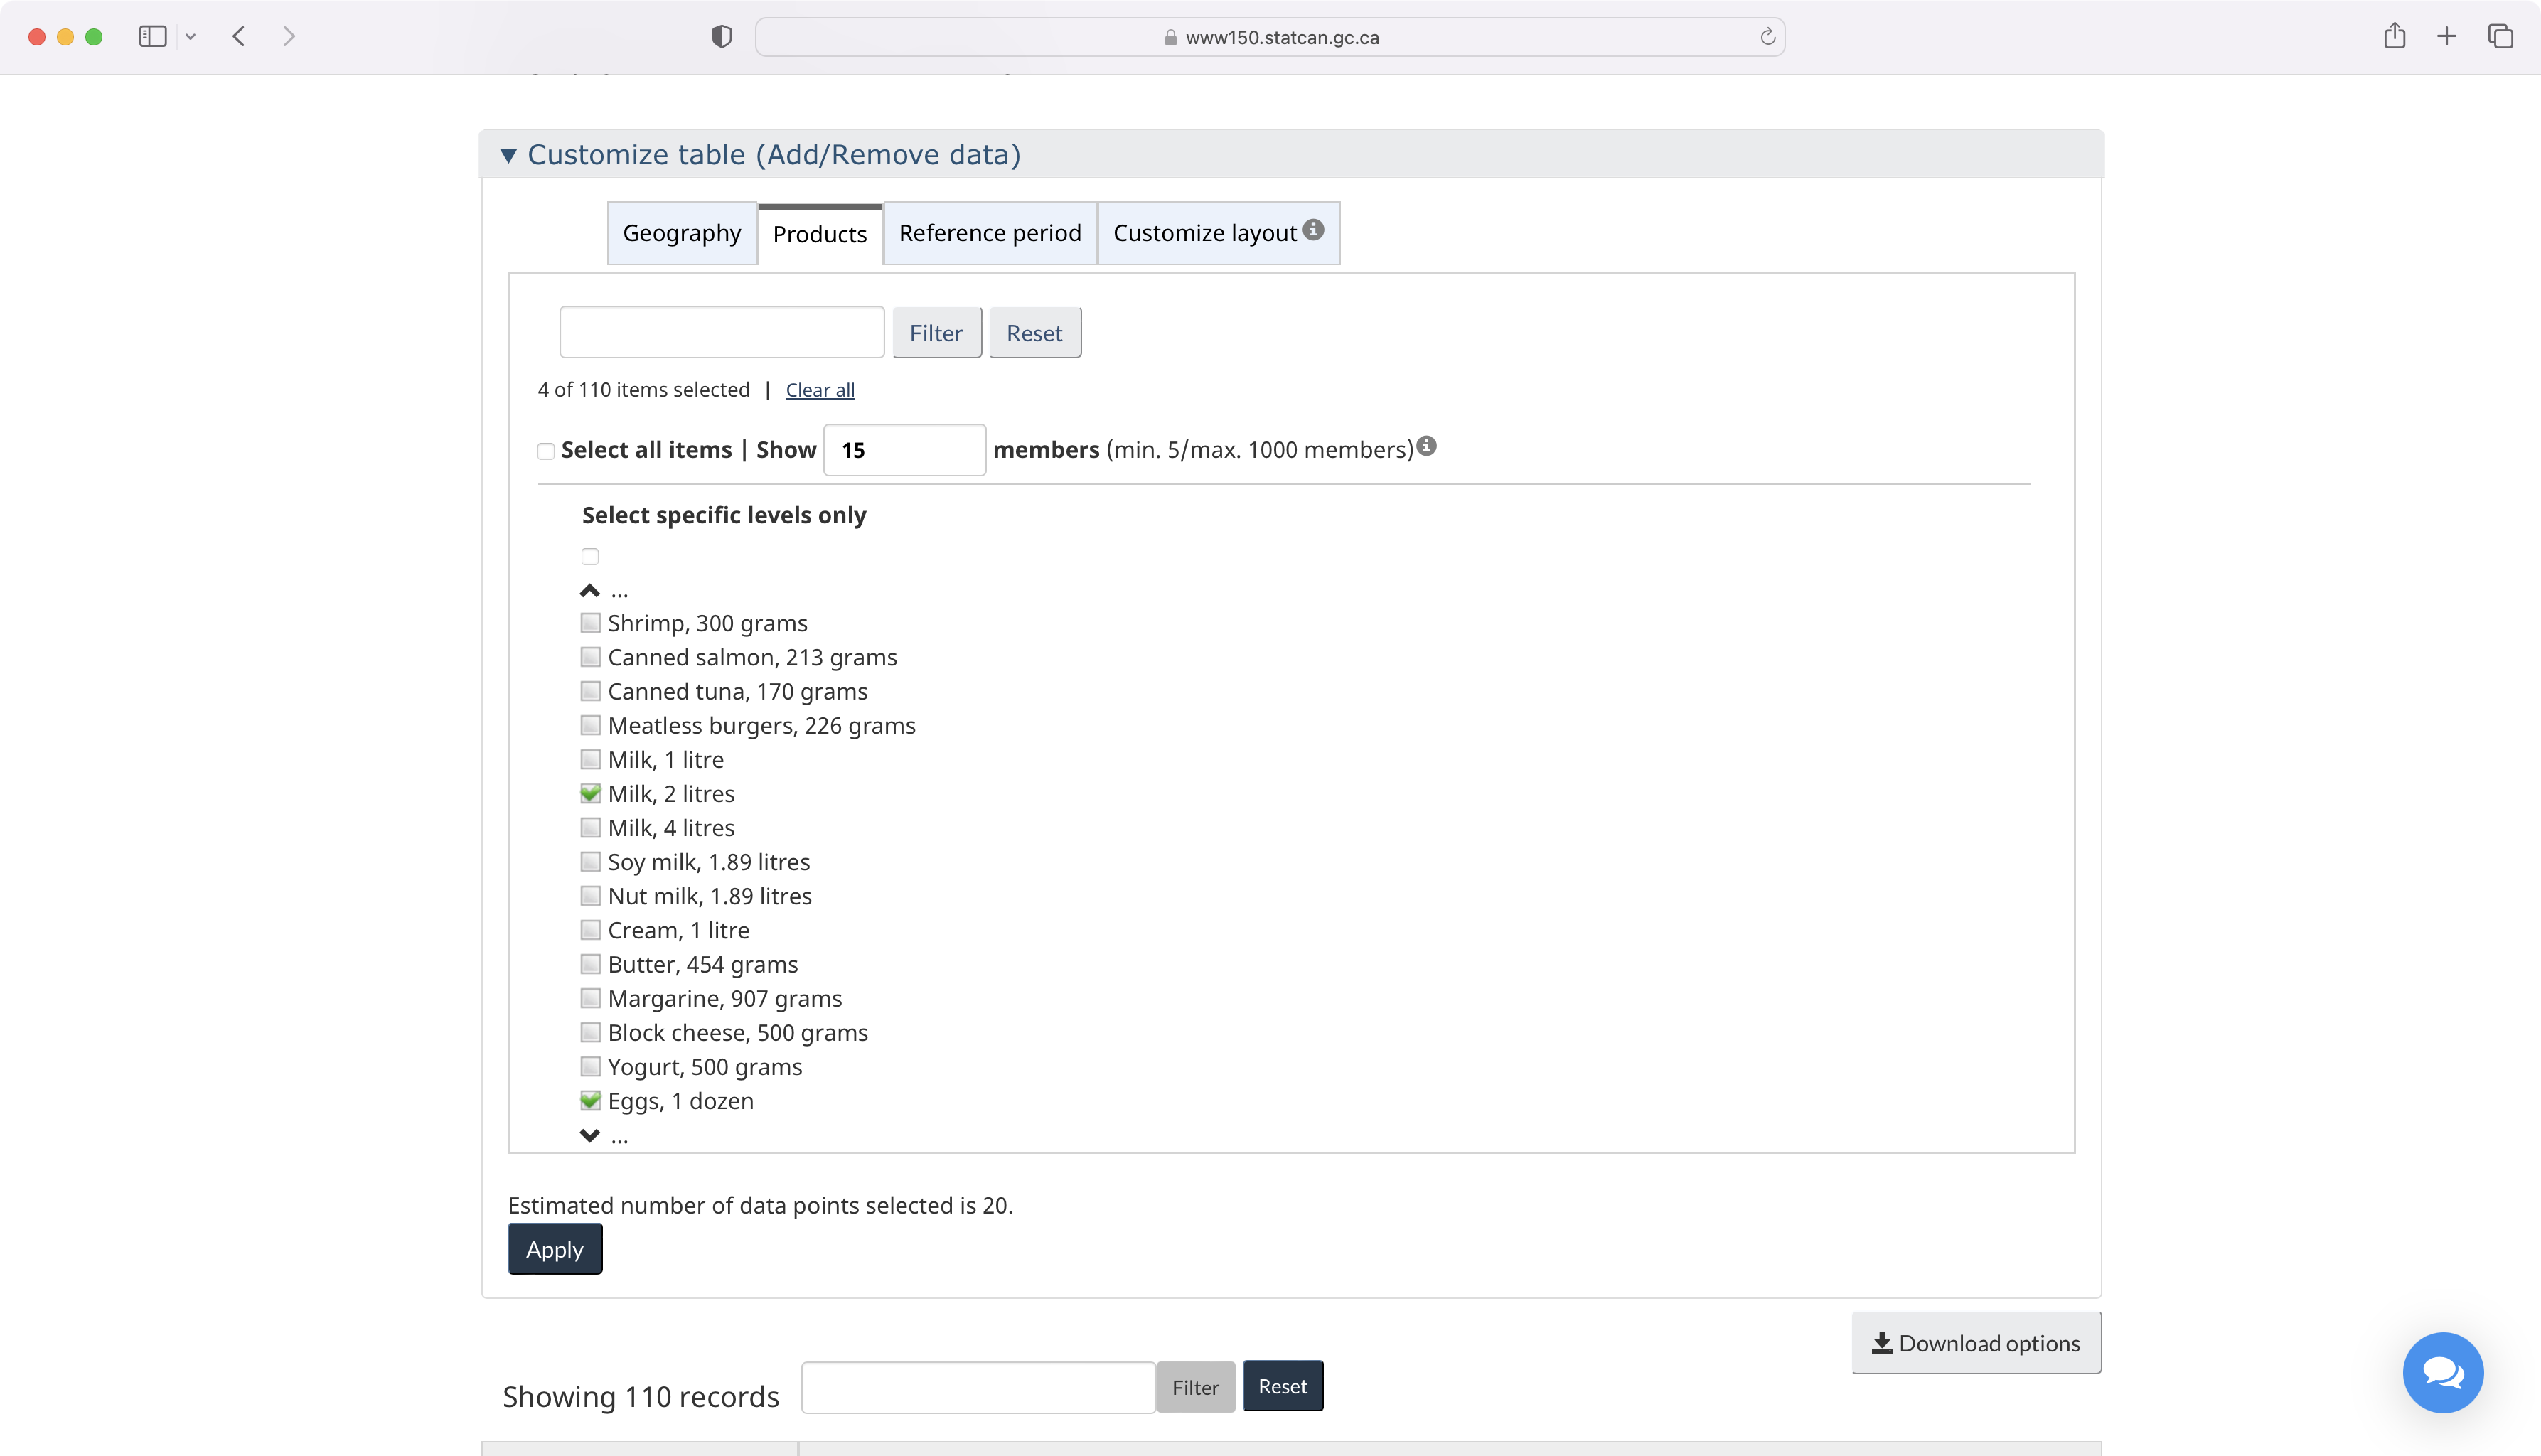 www150.statcan.gc.ca
Customize table (Add/Remove data)
Geography
Products
Reference period
Customize layout
Filter
Reset
4 of 110 items selected | Clear all
Select all items | Show 15 members (min. 5/max. 1000 members)
Select specific levels only
...
Shrimp, 300 grams
Canned salmon, 213 grams
Canned tuna, 170 grams
Meatless burgers, 226 grams
Milk, 1 litre
Milk, 2 litres
Milk, 4 litres
Soy milk, 1.89 litres
Nut milk, 1.89 litres
Cream, 1 litre
Butter, 454 grams
Margarine, 907 grams
Block cheese, 500 grams
Yogurt, 500 grams
Eggs, 1 dozen
...
Estimated number of data points selected is 20.
Apply
Download options
Showing 110 records
Filter
Reset